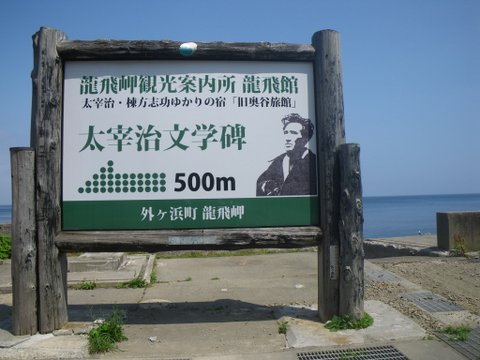 龍飛岬観光案内所 龍飛館
太宰治・棟方志功ゆかりの宿「旧奥谷旅館」
太宰治文学碑
500m
外ヶ浜町 龍飛岬